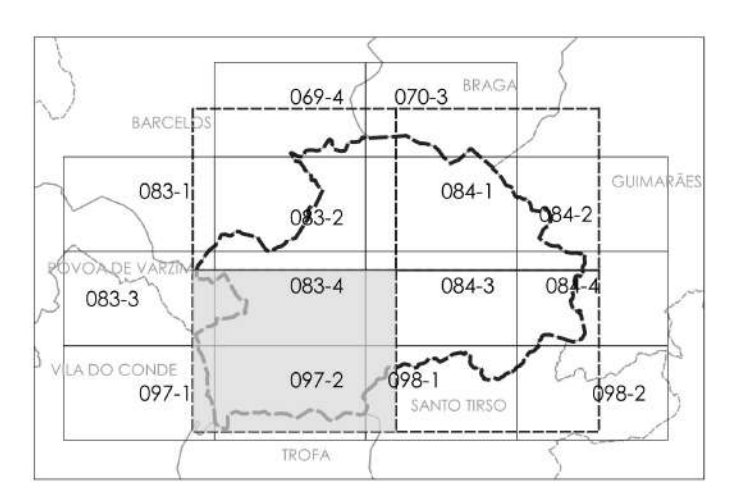 BRAGA
069-4 070-3
BARCELOS
083-1 084-1 GUIMARÃES
083-2 084-2
PÓVOA DE VARZIM
083-4 084-3 084-4
083-3
VILA DO CONDE
097-2 098-1
097-1 SANTO TIRSO 098-2
TROFA